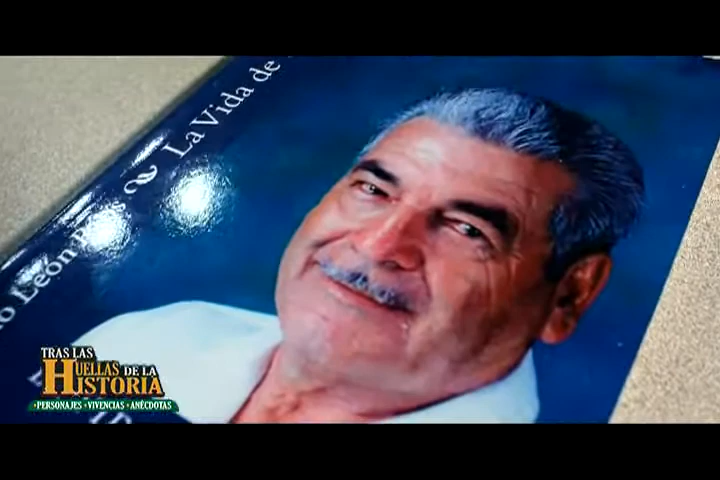 La Vida de
León
TRAS LAS
HUELLAS DE LA
HISTORIA
•PERSONAJES •VIVENCIAS •ANÉCDOTAS